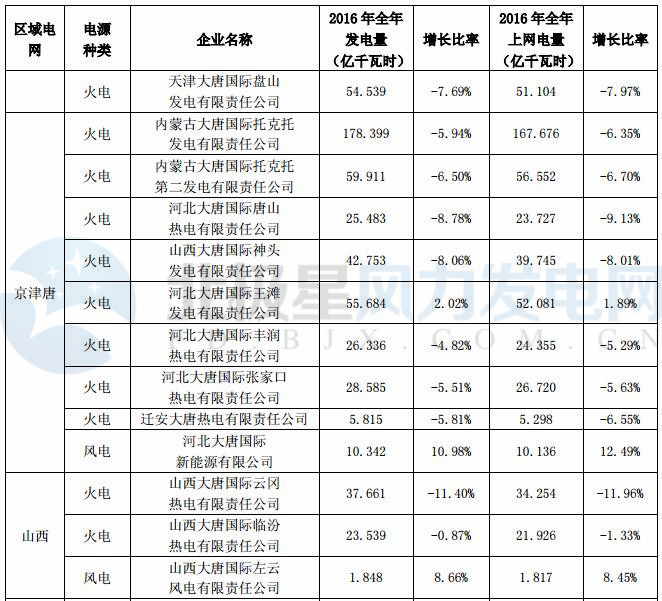 区域电网 电源种类 企业名称 2016年全年发电量（亿千瓦时） 增长比率 2016年全年上网电量（亿千瓦时） 增长比率
火电 天津大唐国际盘山发电有限责任公司 54.539 -7.69% 51.104 -7.97%
京津唐
火电 内蒙古大唐国际托克托发电有限责任公司 178.399 -5.94% 167.676 -6.35%
火电 内蒙古大唐国际托克托第二发电有限责任公司 59.911 -6.50% 56.552 -6.70%
火电 河北大唐国际唐山热电有限责任公司 25.483 -8.78% 23.727 -9.13%
火电 山西大唐国际神头发电有限责任公司 42.753 -8.06% 39.745 -8.01%
火电 河北大唐国际王滩发电有限责任公司 55.684 2.02% 52.081 1.89%
火电 河北大唐国际丰润热电有限责任公司 26.336 -4.82% 24.355 -5.29%
火电 河北大唐国际张家口热电有限责任公司 28.585 -5.51% 26.720 -5.63%
火电 迁安大唐热电有限责任公司 5.815 -5.81% 5.298 -6.55%
风电 河北大唐国际新能源有限公司 10.342 10.98% 10.136 12.49%
山西
火电 山西大唐国际云冈热电有限责任公司 37.661 -11.40% 34.254 -11.96%
火电 山西大唐国际临汾热电有限责任公司 23.539 -0.87% 21.926 -1.33%
风电 山西大唐国际左云风电有限责任公司 1.848 8.66% 1.817 8.45%
北极星风力发电网
FD.BJX.COM.CN